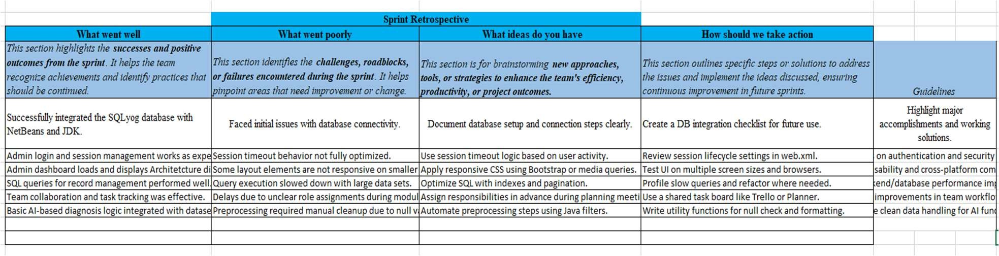 Sprint Retrospective
What went well
What went poorly
What ideas do you have
How should we take action
This section highlights the successes and positive
outcomes from the sprint. It helps the team
recognize achievements and identify practices that
should be continued.
This section identifies the challenges, roadblocks,
or failures encountered during the sprint. It helps
pinpoint areas that need improvement or change.
This section is for brainstorming new approaches,
tools, or strategies to enhance the team's efficiency,
productivity, or project outcomes.
This section outlines specific steps or solutions to address
the issues and implement the ideas discussed, ensuring
continuous improvement in future sprints.
Guidelines
Successfully integrated the SQLyog database with
NetBeans and JDK.
Faced initial issues with database connectivity.
Document database setup and connection steps clearly.
Create a DB integration checklist for future use.
Highlight major
accomplishments and working
solutions.
Admin login and session management works as expe
Session timeout behavior not fully optimized.
Use session timeout logic based on user activity.
Review session lifecycle settings in web.xml.
on authentication and security
Admin dashboard loads and displays Architetcture di
Some layout elements are not responsive on smaller
Apply responsive CSS using Bootstrap or media queries.
Test UI on multiple screen sizes and browsers.
sability and cross-platform com
SQL queries for record management performed well.
Query execution slowed down with large data sets.
Optimize SQL with indexes and pagination.
Profile slow queries and refactor where needed.
end/database performance imp
Team collaboration and task tracking was effective.
Delays due to unclear role assignments during modul
Assign responsibilities in advance during planning meeti
Use a shared task board like Trello or Planner.
improvements in team workflo
Basic AI-based diagnosis logic integrated with datase
Preprocessing required manual cleanup due to null v
Automate preprocessing steps using Java filters.
Write utility functions for null check and formatting.
e clean data handling for AI func